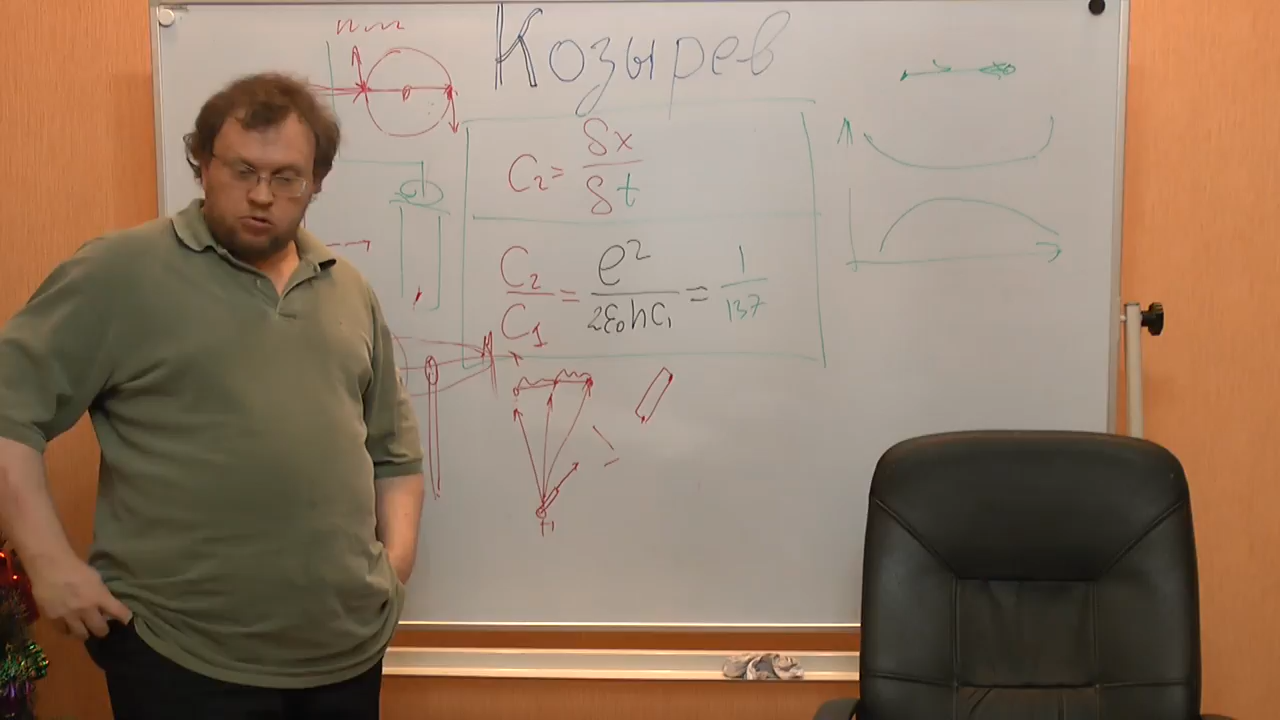 Козырев
C₂ = δx / δt
C₂ / C₁ = e² / 2ε₀hC₁ = 1 / 137